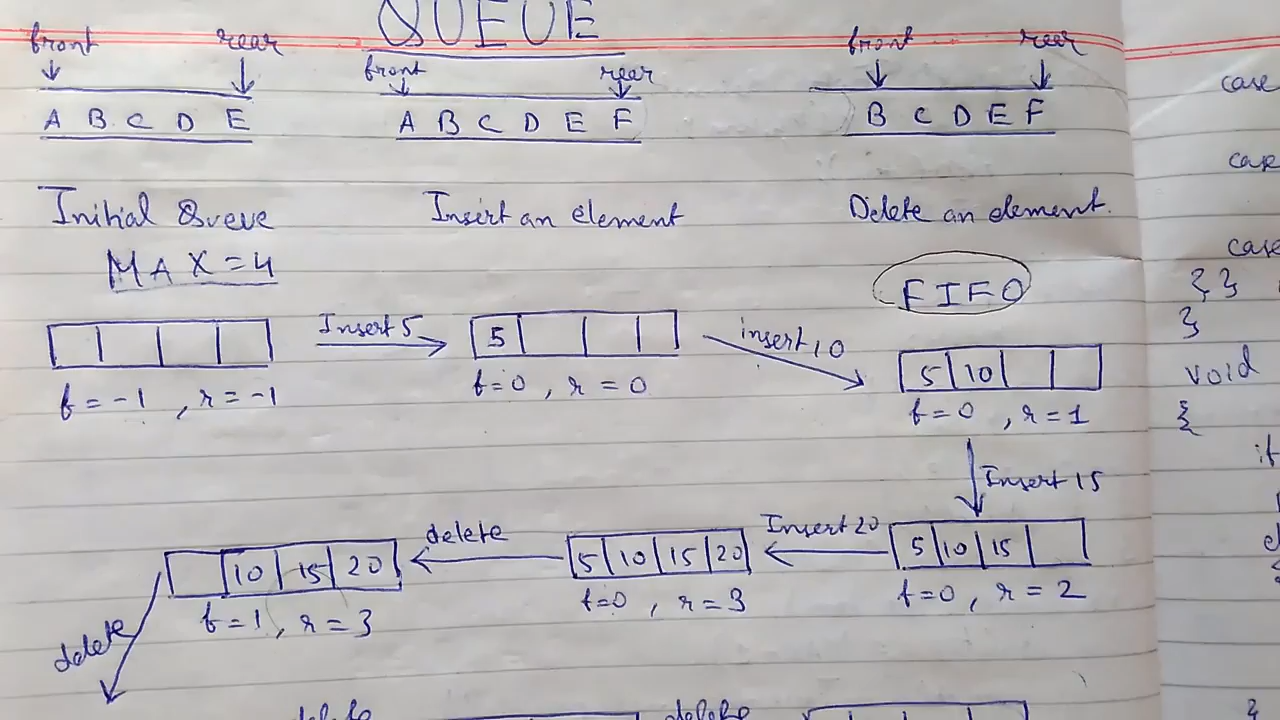 QUEUE
front rear front rear front rear
A B C D E A B C D E F B C D E F
Initial Queue Insert an element Delete an element.
MAX=4
FIFO
Insert 5 5 insert 10
5 10
f=-1, r=-1 f=0, r=0 f=0, r=1
Insert 15
delete Insert 20
10 15 20 5 10 15 20 5 10 15
f=1, r=3 f=0, r=3 f=0, r=2
delete
delete delete
case
case
case
}}
}
void
{
if